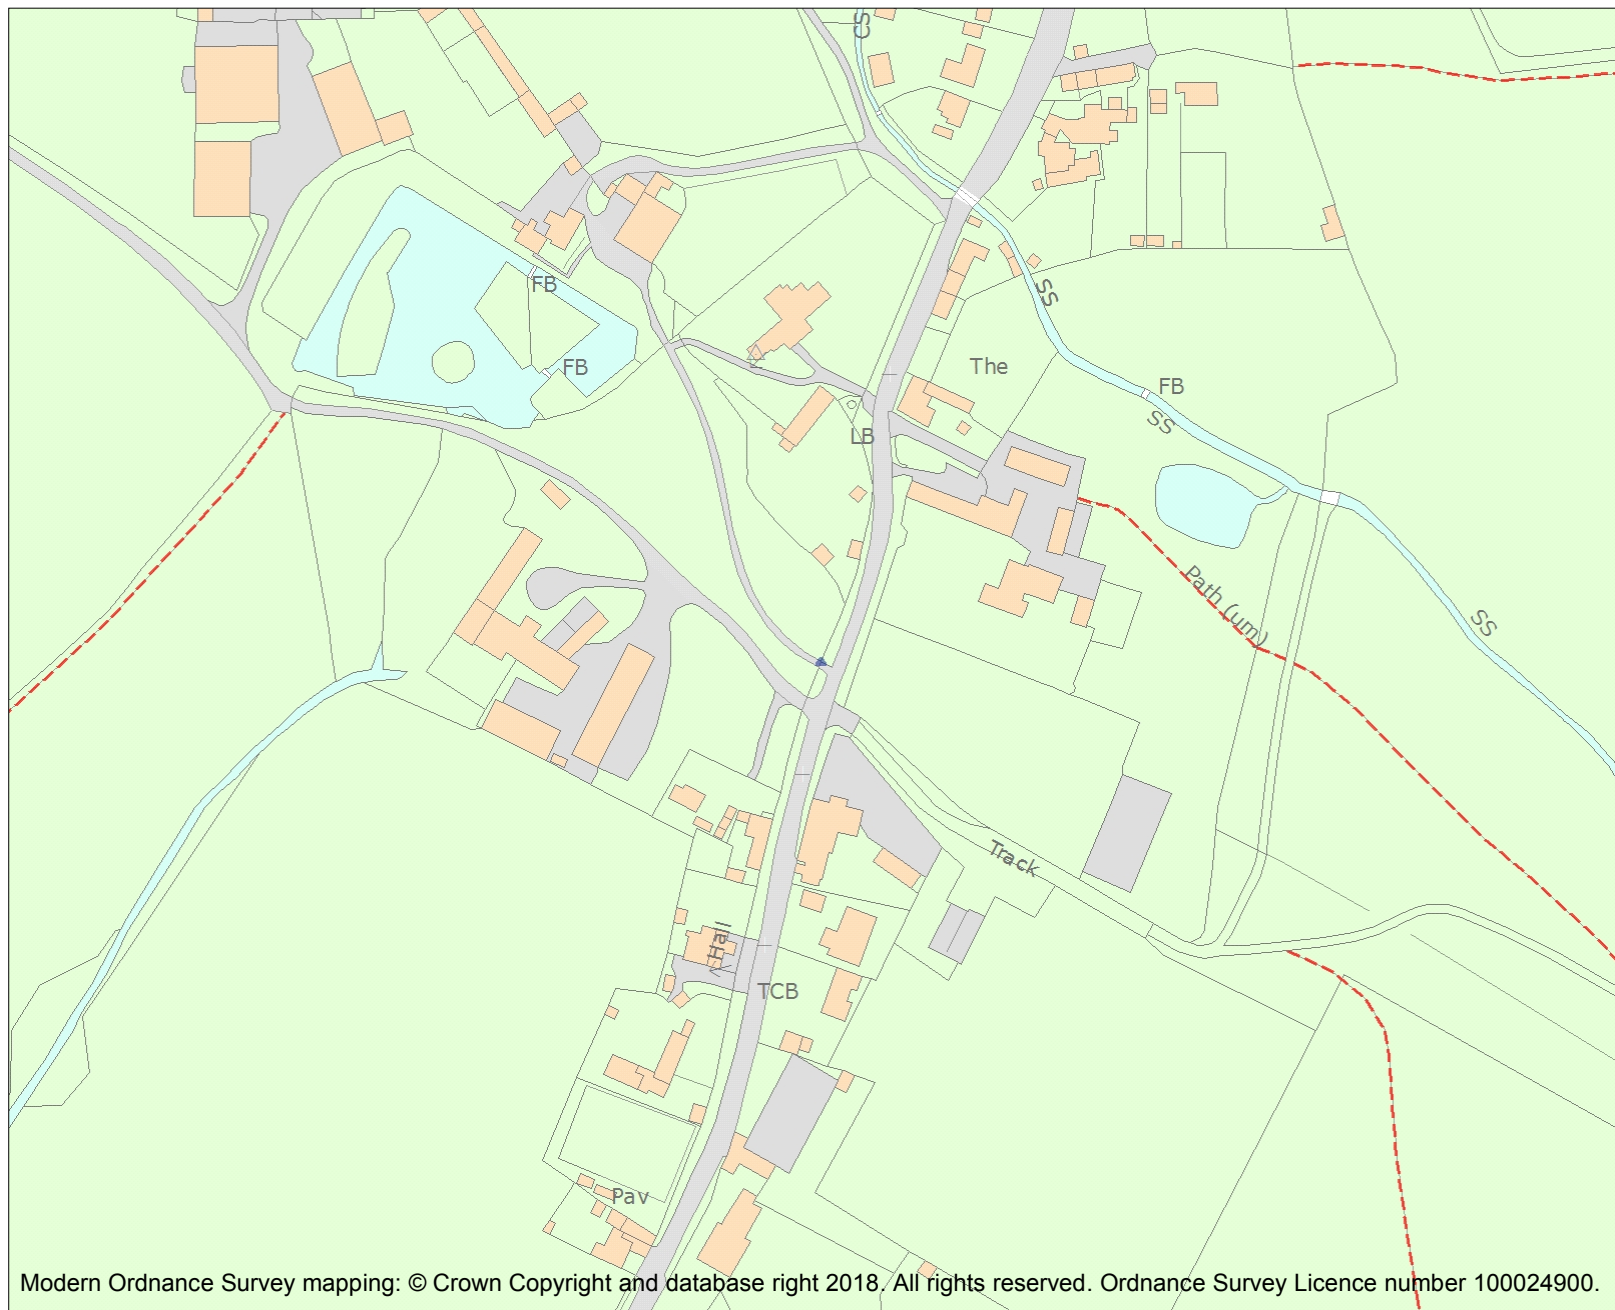 CS
FB
SS
FB
The
FB
SS
LB
Path (um)
SS
Track
Hall
TCB
Pav
Modern Ordnance Survey mapping: © Crown Copyright and database right 2018. All rights reserved. Ordnance Survey Licence number 100024900.